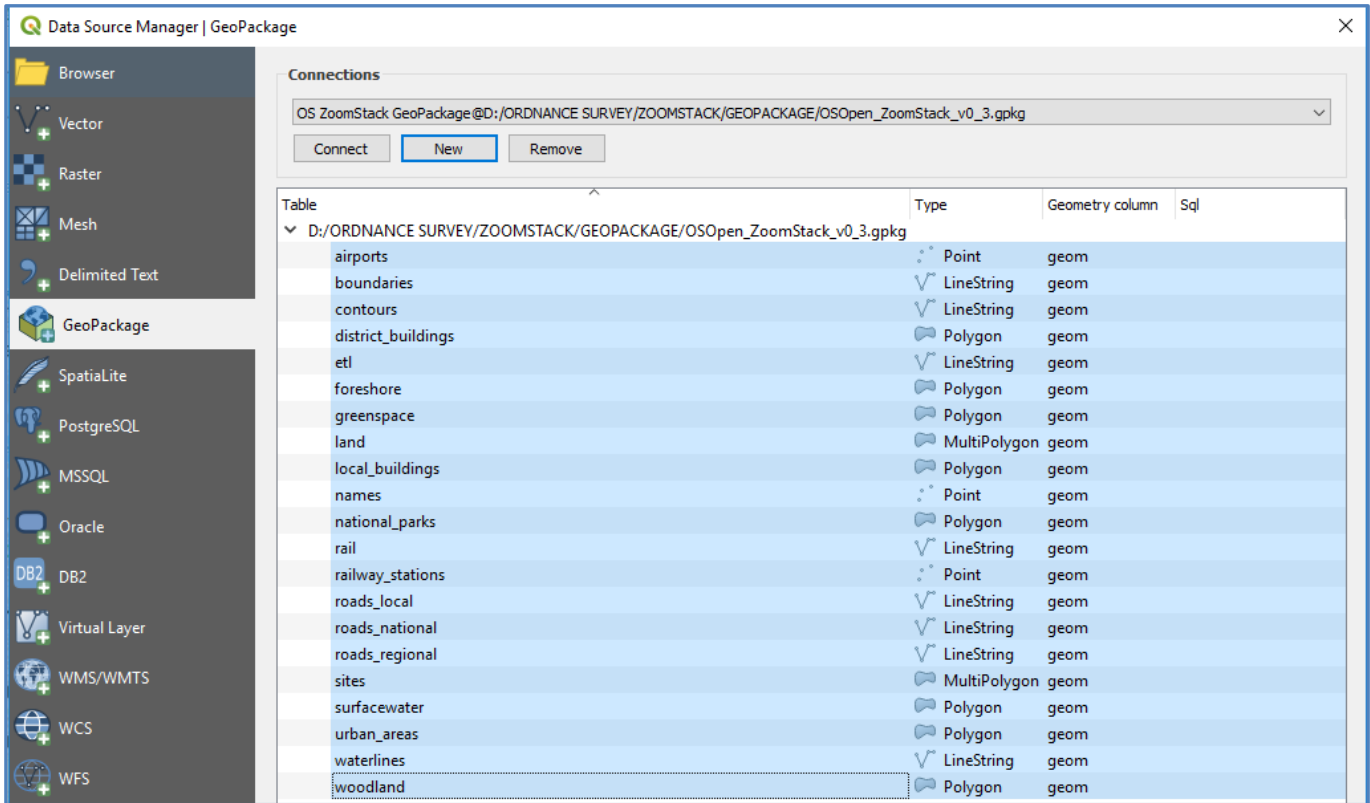 Data Source Manager | GeoPackage
Browser
Vector
Raster
Mesh
Delimited Text
GeoPackage
SpatiaLite
PostgreSQL
MSSQL
Oracle
DB2 DB2
Virtual Layer
WMS/WMTS
WCS
WFS
Connections
OS ZoomStack GeoPackage@D:/ORDNANCE SURVEY/ZOOMSTACK/GEOPACKAGE/OSOpen_ZoomStack_v0_3.gpkg
Connect New Remove
Table Type Geometry column Sql
D:/ORDNANCE SURVEY/ZOOMSTACK/GEOPACKAGE/OSOpen_ZoomStack_v0_3.gpkg
airports Point geom
boundaries LineString geom
contours LineString geom
district_buildings Polygon geom
etl LineString geom
foreshore Polygon geom
greenspace Polygon geom
land MultiPolygon geom
local_buildings Polygon geom
names Point geom
national_parks Polygon geom
rail LineString geom
railway_stations Point geom
roads_local LineString geom
roads_national LineString geom
roads_regional LineString geom
sites MultiPolygon geom
surfacewater Polygon geom
urban_areas Polygon geom
waterlines LineString geom
woodland Polygon geom